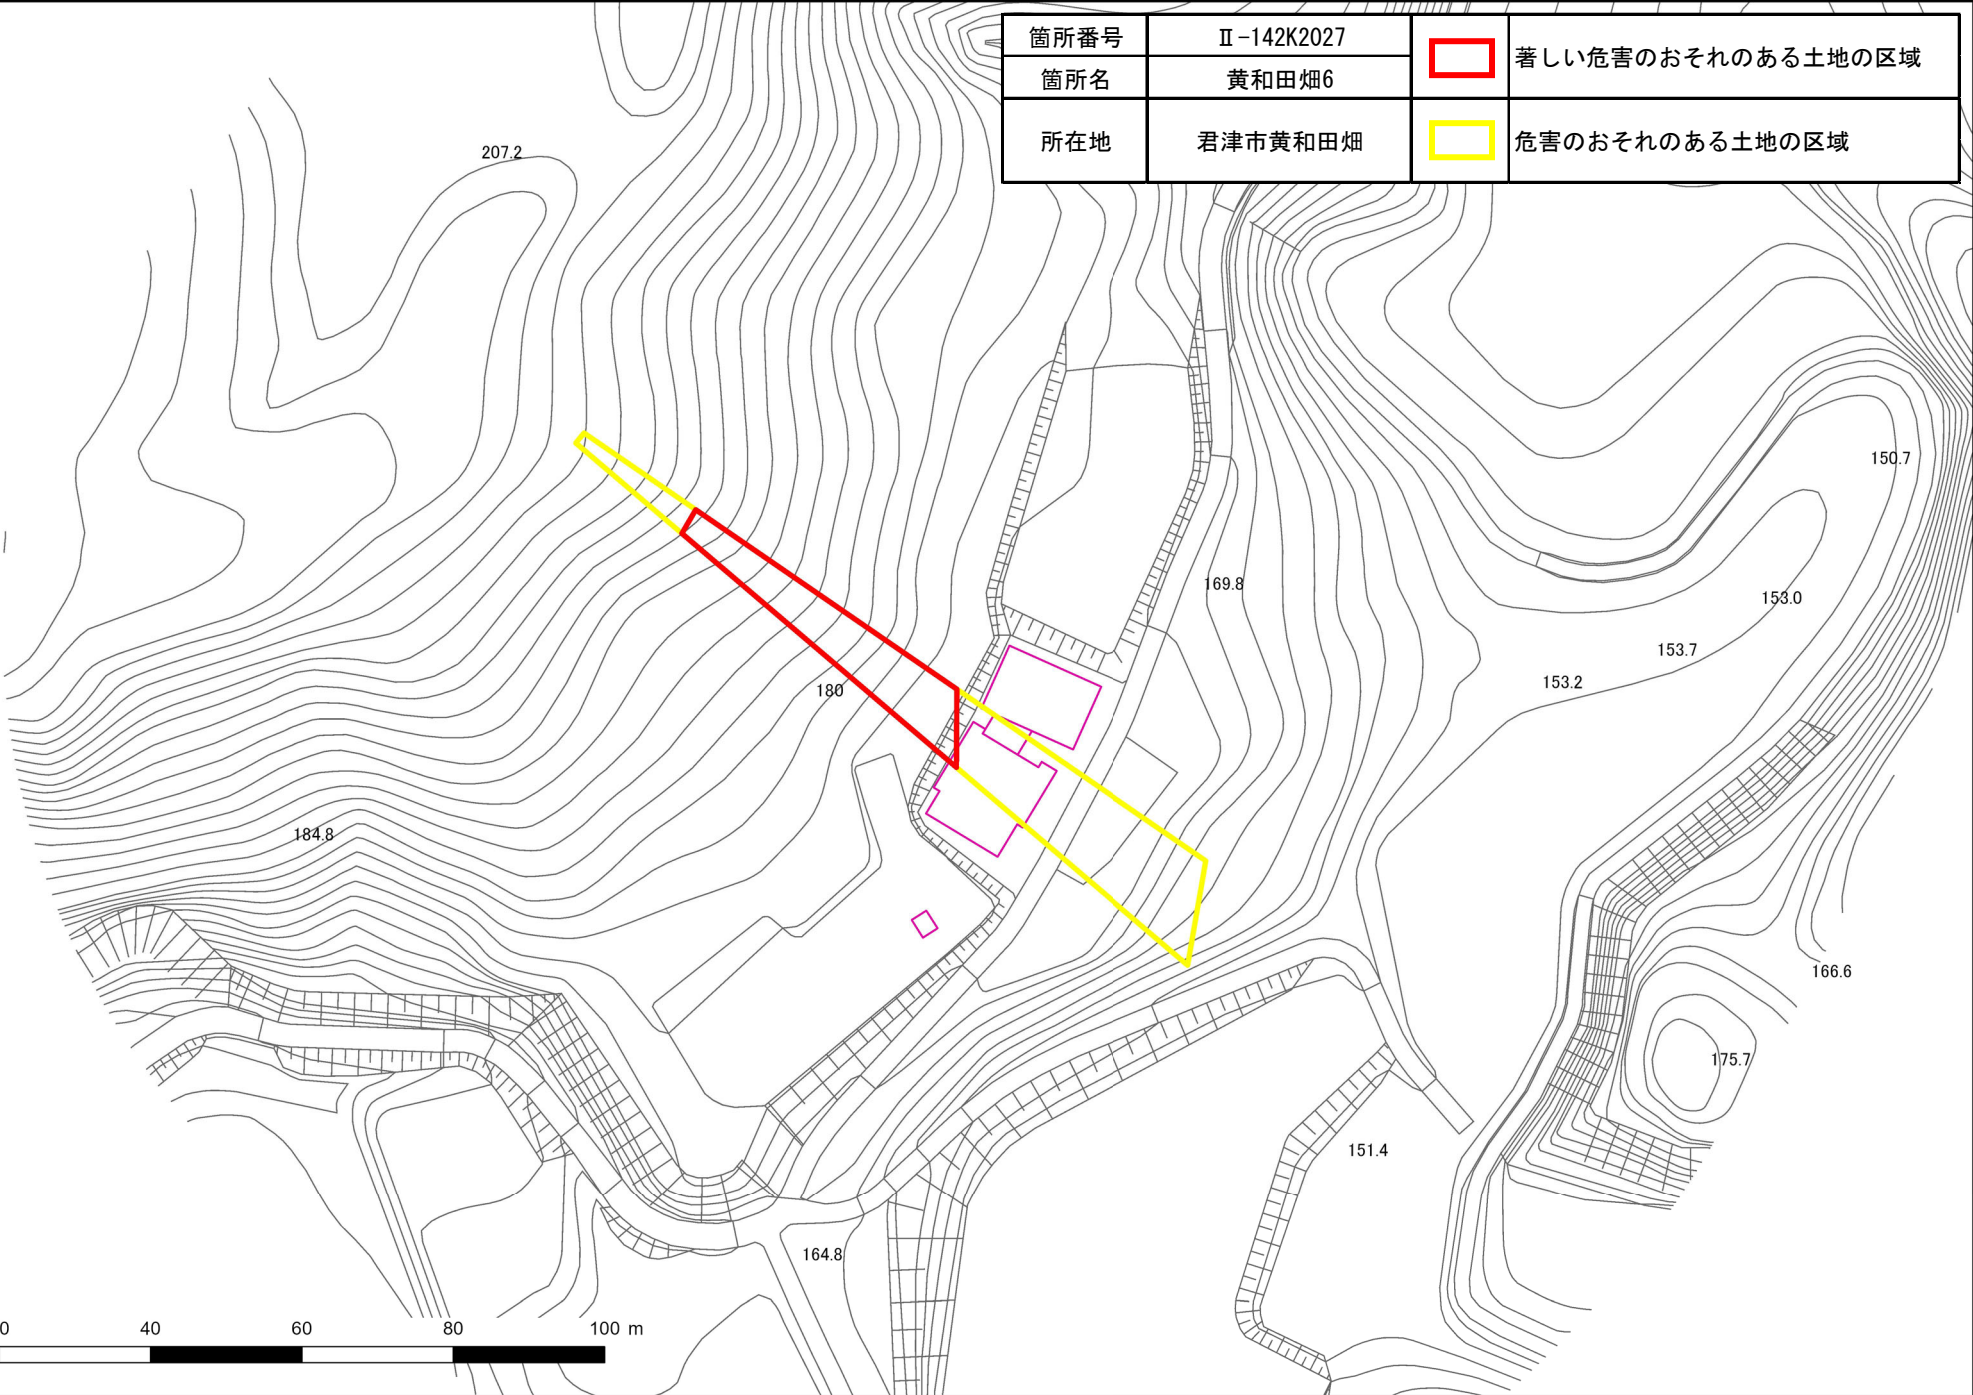 箇所番号 Ⅱ-142K2027
箇所名 黄和田畑6
所在地 君津市黄和田畑
著しい危害のおそれのある土地の区域
危害のおそれのある土地の区域
207.2
150.7
169.8
153.0
153.7
153.2
180
184.8
166.6
175.7
151.4
164.8
0 40 60 80 100 m